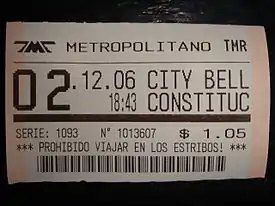 TMC METROPOLITANO TMR
02.12.06 CITY BELL
18:43 CONSTITUC
SERIE: 1093 N° 1013607 $ 1.05
*** PROHIBIDO VIAJAR EN LOS ESTRIBOS! ***